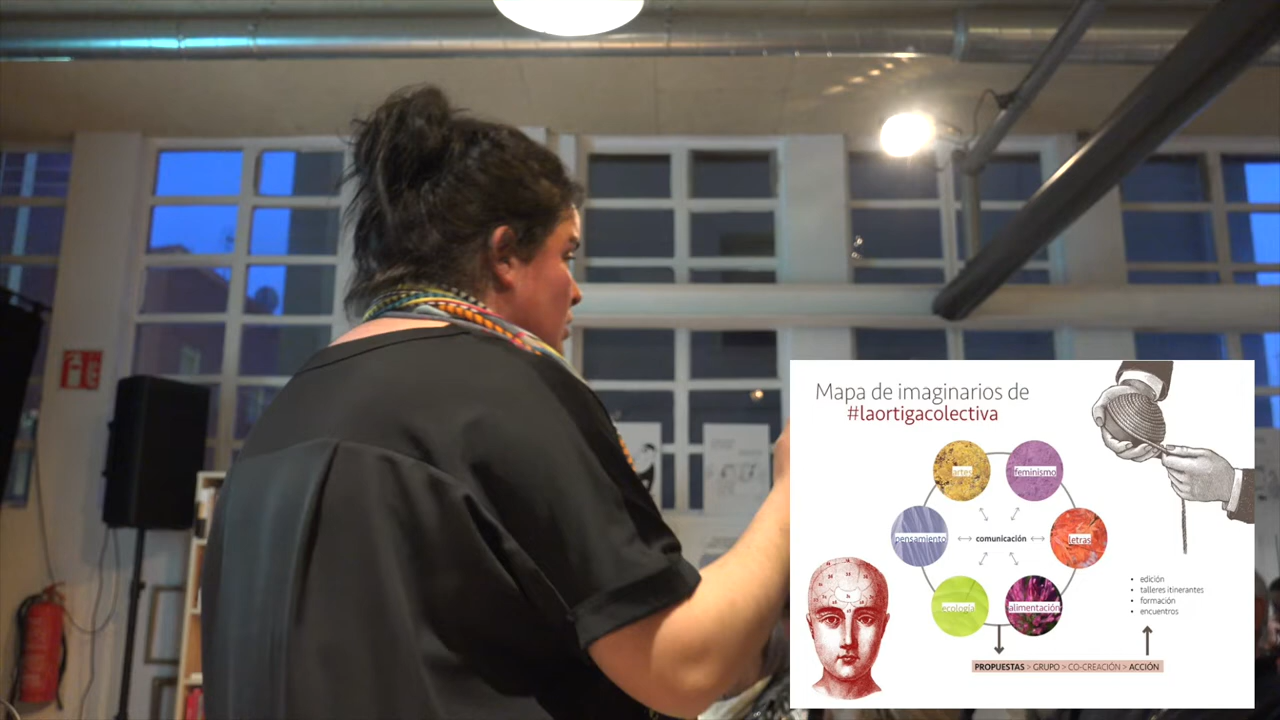 Mapa de imaginarios de
#laortigacolectiva
artes
feminismo
pensamiento
comunicación
letras
ecología
alimentación
• edición
• talleres itinerantes
• formación
• encuentros
PROPUESTAS > GRUPO > CO-CREACIÓN > ACCIÓN